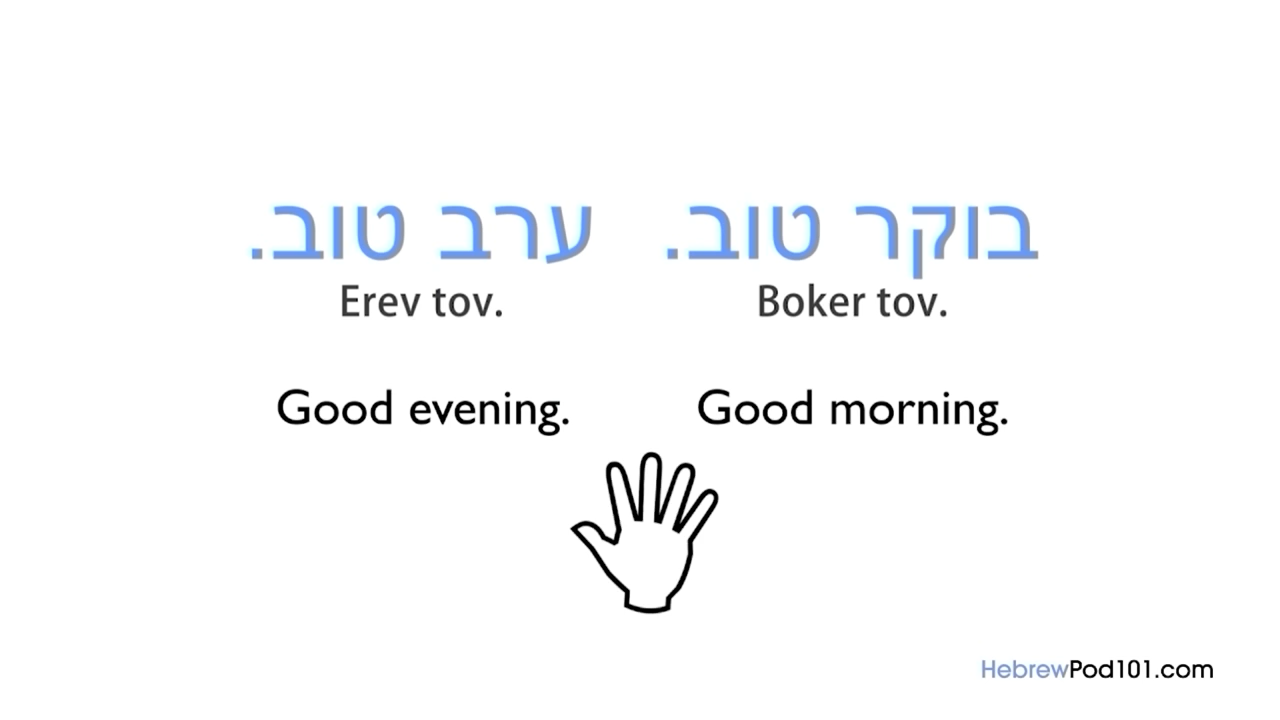 בוקר טוב.
ערב טוב.
Erev tov.
Boker tov.
Good evening.
Good morning.
HebrewPod101.com